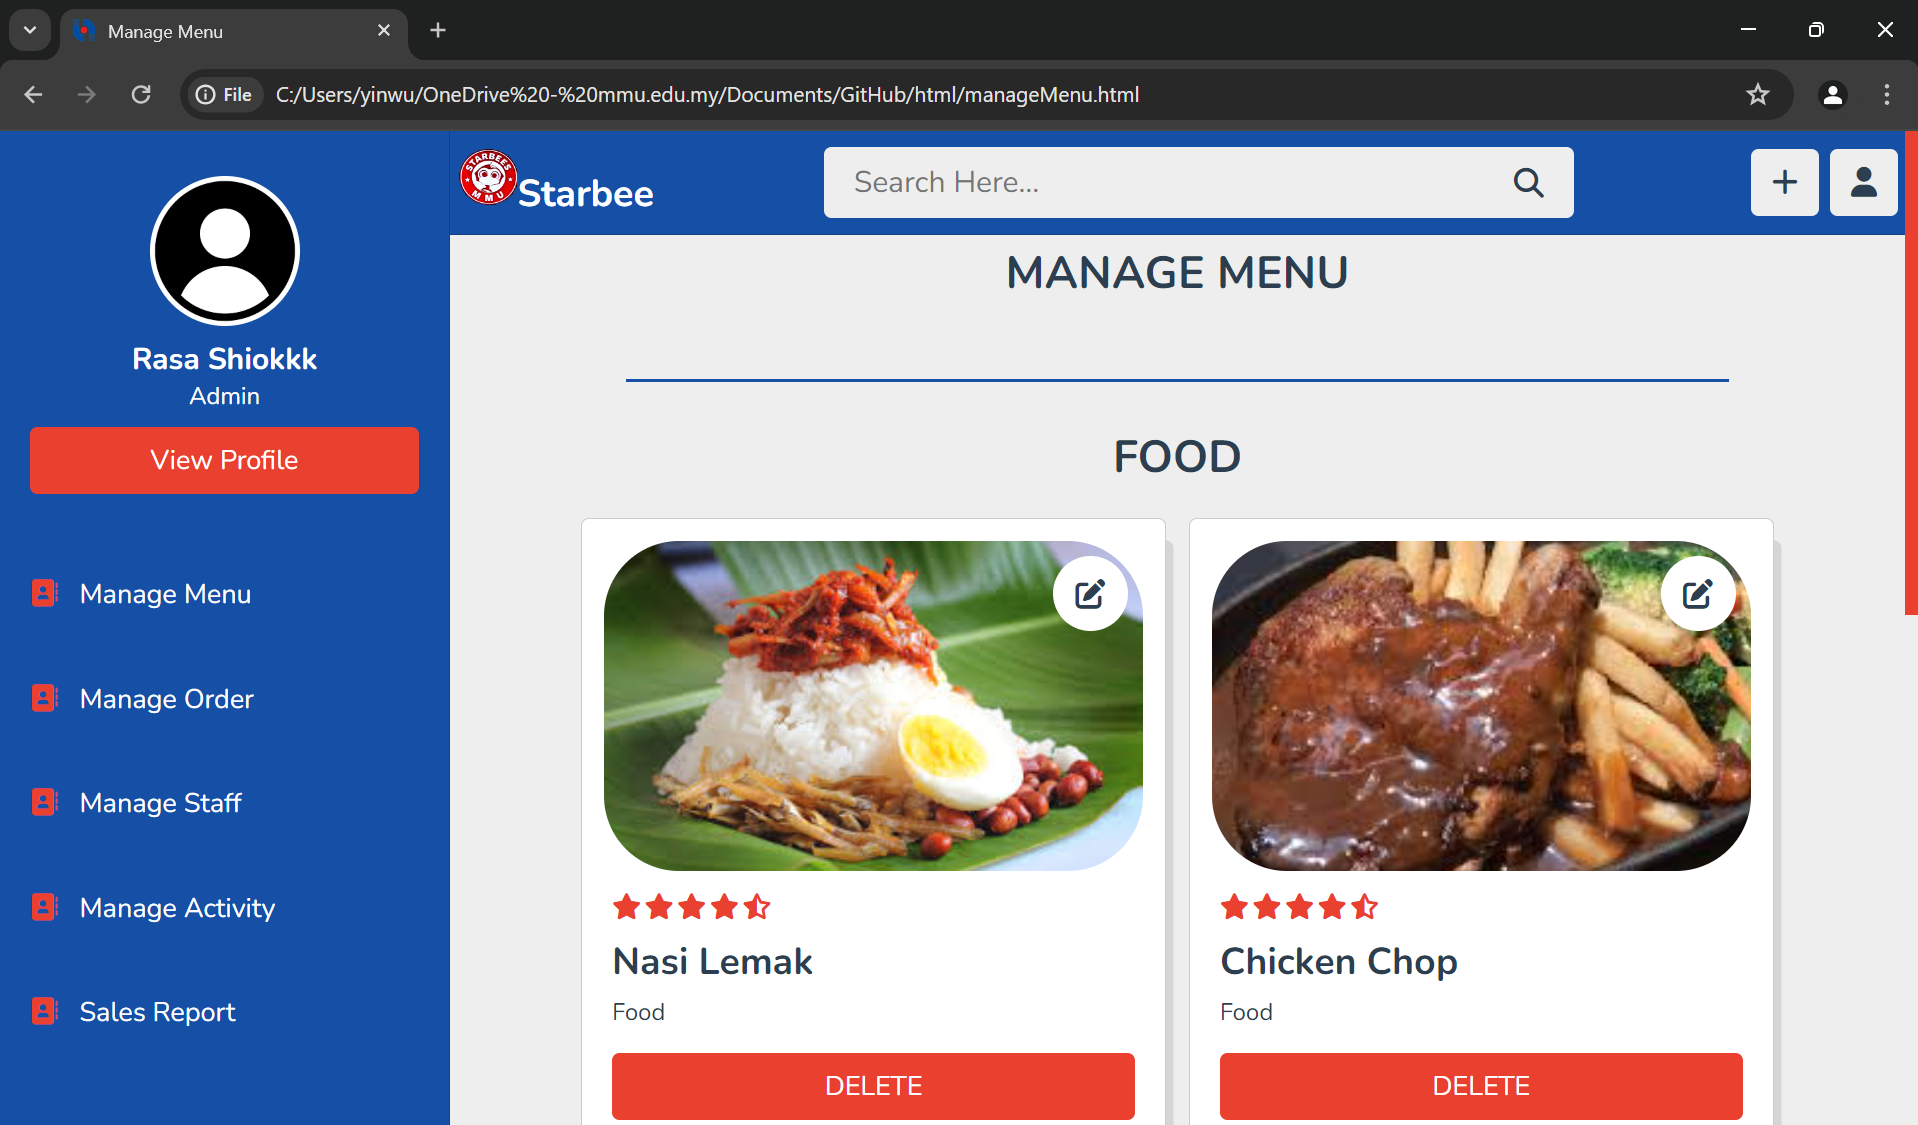 Manage Menu
File
C:/Users/yinwu/OneDrive%20-%20mmu.edu.my/Documents/GitHub/html/manageMenu.html
STARBEES
MMU
Starbee
Search Here...
Rasa Shiokkk
Admin
View Profile
Manage Menu
Manage Order
Manage Staff
Manage Activity
Sales Report
MANAGE MENU
FOOD
Nasi Lemak
Food
DELETE
Chicken Chop
Food
DELETE